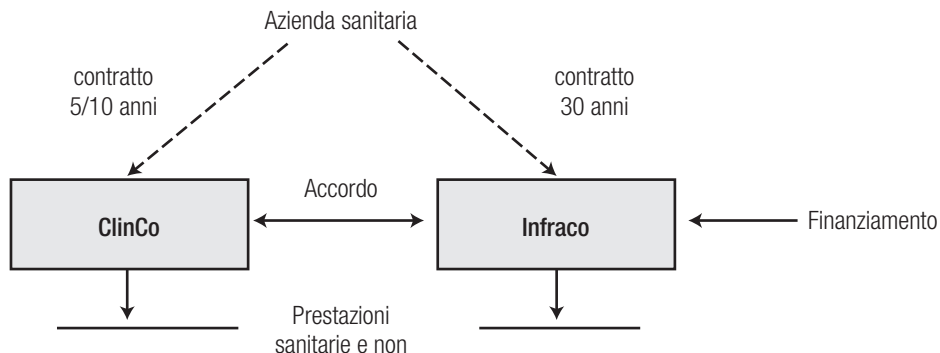 Azienda sanitaria
contratto
5/10 anni
contratto
30 anni
ClinCo
Accordo
Infraco
Finanziamento
Prestazioni
sanitarie e non